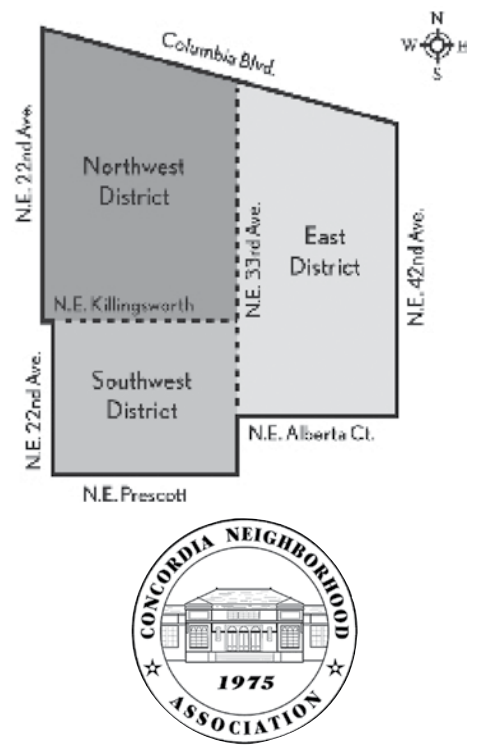 N
W E
S
Columbia Blvd.
N.E. 22nd Ave.
Northwest
District
N.E. 33rd Ave.
East
District
N.E. 42nd Ave.
N.E. Killingsworth
N.E. 22nd Ave.
Southwest
District
N.E. Alberta Ct.
N.E. Prescott
CONCORDIA NEIGHBORHOOD
1975
ASSOCIATION